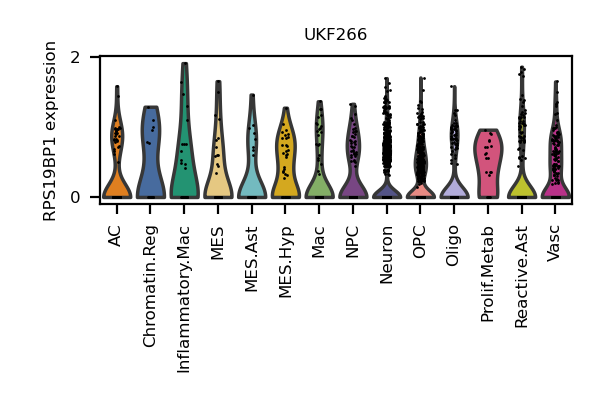 UKF266
RPS19BP1 expression
2
0
AC
Chromatin.Reg
Inflammatory.Mac
MES
MES.Ast
MES.Hyp
Mac
NPC
Neuron
OPC
Oligo
Prolif.Metab
Reactive.Ast
Vasc